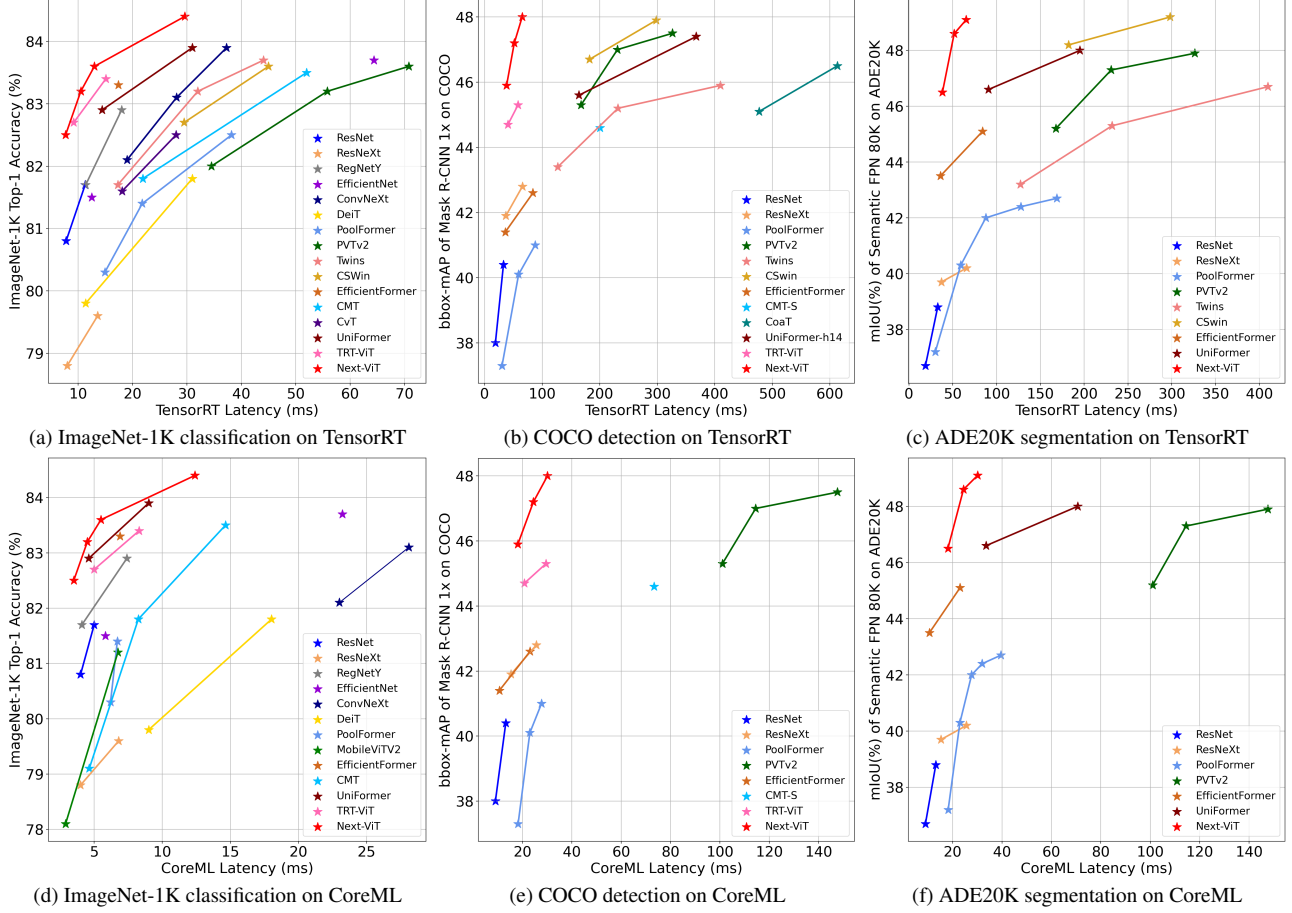 ImageNet-1K Top-1 Accuracy (%)
84
83
82
81
80
79
10 20 30 40 50 60 70
TensorRT Latency (ms)
ResNet
ResNeXt
RegNetY
EfficientNet
ConvNeXt
DeiT
PoolFormer
PVTv2
Twins
CSWin
EfficientFormer
CMT
CvT
UniFormer
TRT-ViT
Next-ViT
(a) ImageNet-1K classification on TensorRT
bbox-mAP of Mask R-CNN 1x on COCO
48
46
44
42
40
38
0 100 200 300 400 500 600
TensorRT Latency (ms)
ResNet
ResNeXt
PoolFormer
PVTv2
Twins
CSwin
EfficientFormer
CMT-S
CoaT
UniFormer-h14
TRT-ViT
Next-ViT
(b) COCO detection on TensorRT
mIoU(%) of Semantic FPN 80K on ADE20K
48
46
44
42
40
38
0 50 100 150 200 250 300 350 400
TensorRT Latency (ms)
ResNet
ResNeXt
PoolFormer
PVTv2
Twins
CSwin
EfficientFormer
UniFormer
Next-ViT
(c) ADE20K segmentation on TensorRT
ImageNet-1K Top-1 Accuracy (%)
84
83
82
81
80
79
78
5 10 15 20 25
CoreML Latency (ms)
ResNet
ResNeXt
RegNetY
EfficientNet
ConvNeXt
DeiT
PoolFormer
MobileViTV2
EfficientFormer
CMT
UniFormer
TRT-ViT
Next-ViT
(d) ImageNet-1K classification on CoreML
bbox-mAP of Mask R-CNN 1x on COCO
48
46
44
42
40
38
20 40 60 80 100 120 140
CoreML Latency (ms)
ResNet
ResNeXt
PoolFormer
PVTv2
EfficientFormer
CMT-S
TRT-ViT
Next-ViT
(e) COCO detection on CoreML
mIoU(%) of Semantic FPN 80K on ADE20K
48
46
44
42
40
38
20 40 60 80 100 120 140
CoreML Latency (ms)
ResNet
ResNeXt
PoolFormer
PVTv2
EfficientFormer
UniFormer
Next-ViT
(f) ADE20K segmentation on CoreML